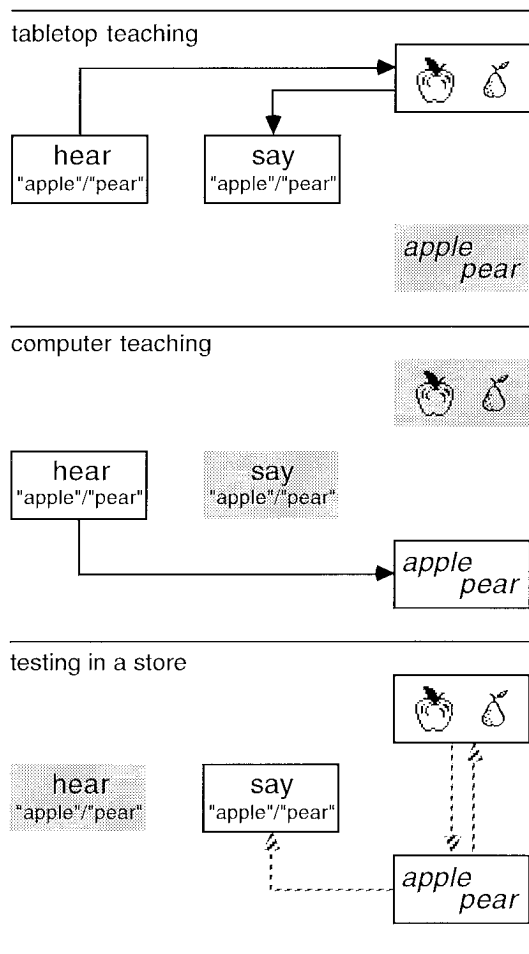 tabletop teaching
hear
"apple"/"pear"
say
"apple"/"pear"
apple
pear
computer teaching
hear
"apple"/"pear"
say
"apple"/"pear"
apple
pear
testing in a store
hear
"apple"/"pear"
say
"apple"/"pear"
apple
pear